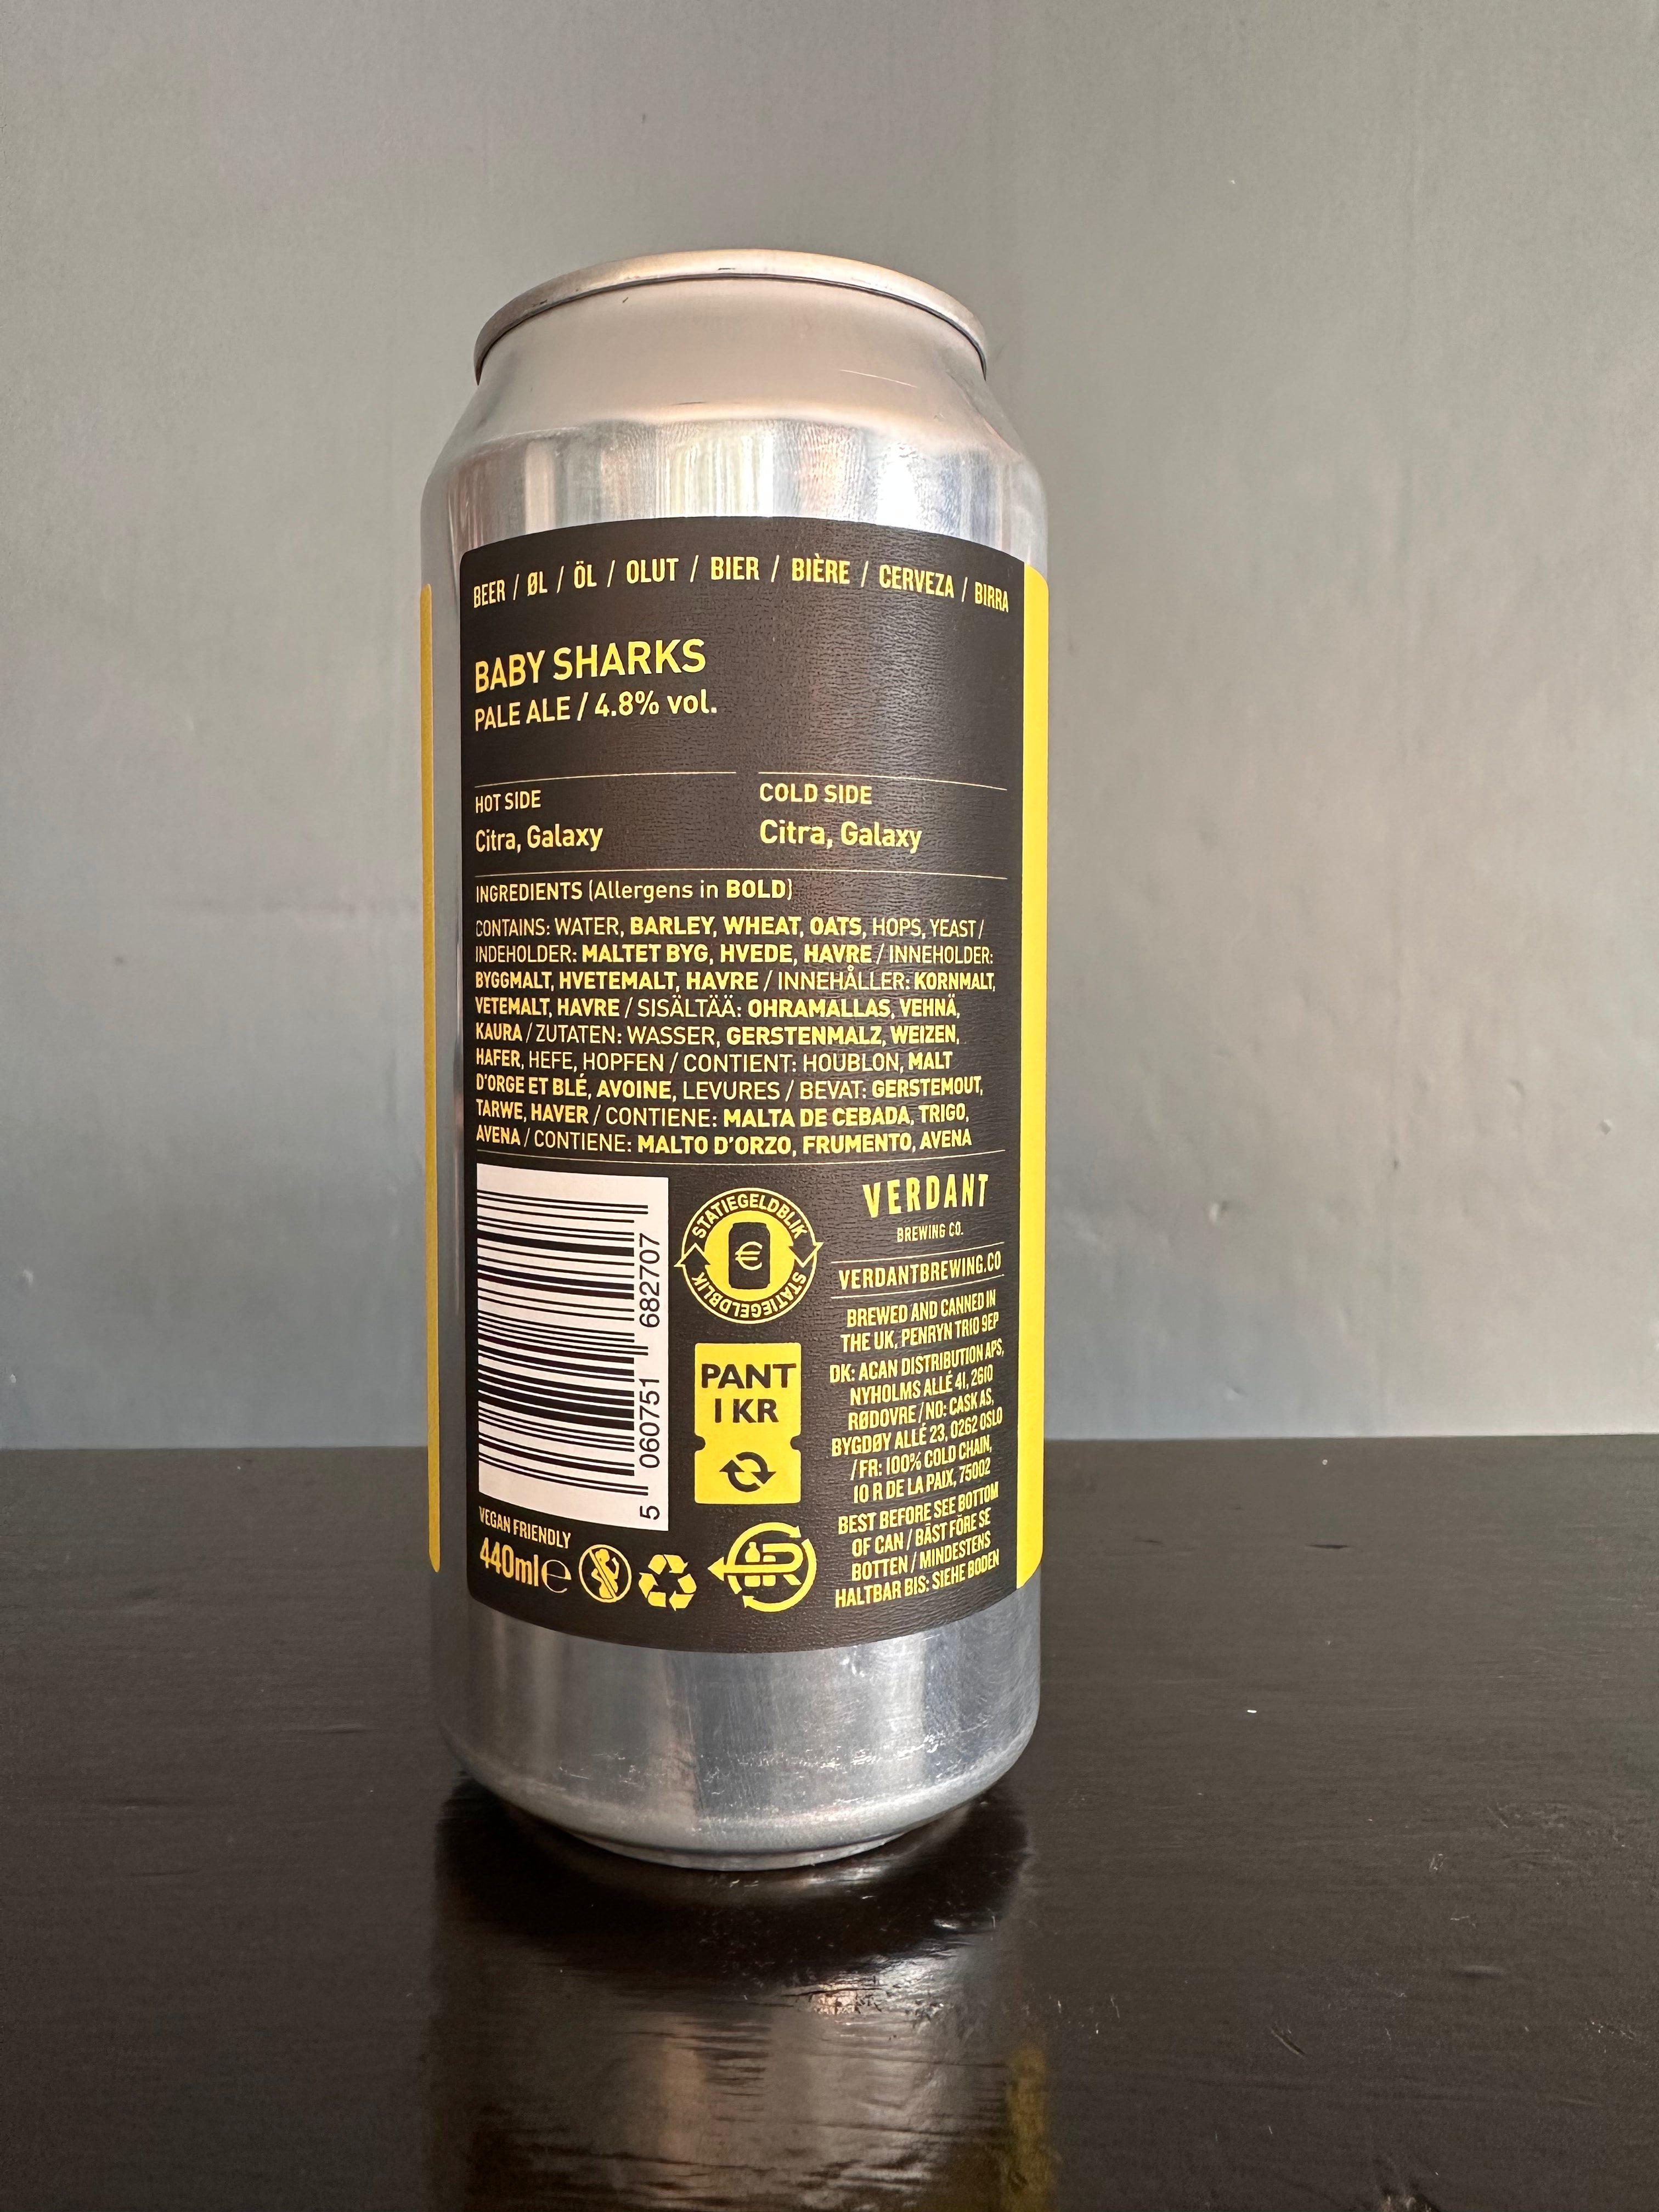 BEER / ØL / ÖL / OLUT / BIER / BIÈRE / CERVEZA / BIRRA
BABY SHARKS
PALE ALE / 4.8% vol.
HOT SIDE
Citra, Galaxy
COLD SIDE
Citra, Galaxy
INGREDIENTS (Allergens in BOLD)
CONTAINS: WATER, BARLEY, WHEAT, OATS, HOPS, YEAST /
INDEHOLDER: MALTET BYG, HVEDE, HAVRE / INNEHOLDER:
BYGGMALT, HVETEMALT, HAVRE / INNEHÅLLER: KORNMALT,
VETEMALT, HAVRE / SISÄLTÄÄ: OHRAMALLAS, VEHNÄ,
KAURA / ZUTATEN: WASSER, GERSTENMALZ, WEIZEN,
HAFER, HEFE, HOPFEN / CONTIENT: HOUBLON, MALT
D'ORGE ET BLÉ, AVOINE, LEVURES / BEVAT: GERSTEMOUT,
TARWE, HAVER / CONTIENE: MALTA DE CEBADA, TRIGO,
AVENA / CONTIENE: MALTO D'ORZO, FRUMENTO, AVENA
5 060751 682707
VEGAN FRIENDLY
440ml℮
STATIEGELDBLIK
€
STATIEGELDBLIK
PANT
1 KR
VERDANT
BREWING CO.
VERDANTBREWING.CO
BREWED AND CANNED IN
THE UK, PENRYN TR10 9EP
DK: ACAN DISTRIBUTION APS,
NYHOLMS ALLÉ 41, 2610
RØDOVRE / NO: CASK AS,
BYGDØY ALLÉ 23, 0262 OSLO
/ FR: 100% COLD CHAIN,
10 R DE LA PAIX, 75002
BEST BEFORE SEE BOTTOM
OF CAN / BÄST FÖRE SE
BOTTEN / MINDESTENS
HALTBAR BIS: SIEHE BODEN